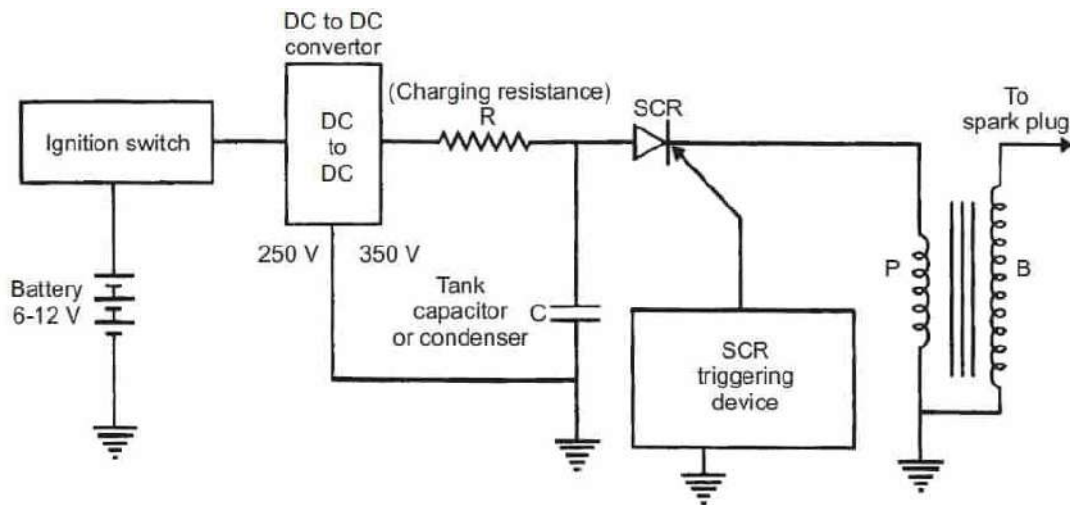 DC to DC
convertor
(Charging resistance)
R
SCR
To
spark plug
Ignition switch
DC
to
DC
250 V
350 V
Battery
6-12 V
Tank
capacitor
or condenser
C
SCR
triggering
device
P
B